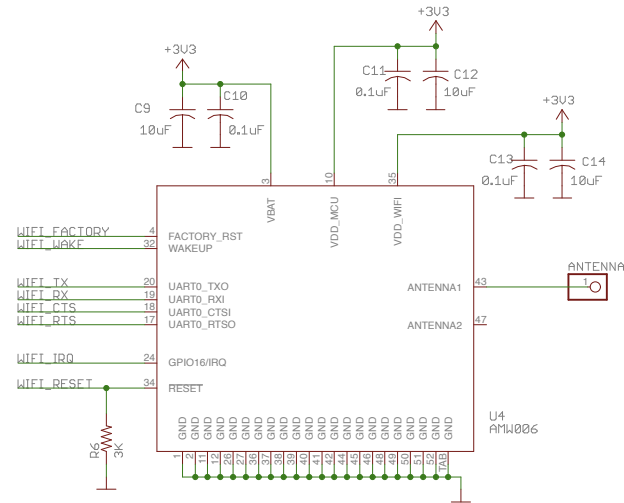 +3V3
+3V3
C11
0.1uF
C12
10uF
+3V3
C9
10uF
C10
0.1uF
C13
0.1uF
C14
10uF
3
10
35
VBAT
VDD_MCU
VDD_WIFI
WIFI_FACTORY
4
FACTORY_RST
WIFI_WAKE
32
WAKEUP
WIFI_TX
20
UART0_TXO
WIFI_RX
19
UART0_RXI
WIFI_CTS
18
UART0_CTSI
WIFI_RTS
17
UART0_RTSO
WIFI_IRQ
24
GPIO16/IRQ
WIFI_RESET
34
RESET
ANTENNA1
43
ANTENNA
1
ANTENNA2
47
R6
3K
U4
AMW006
GND GND GND GND GND GND GND GND GND GND GND GND GND GND GND GND GND GND GND GND GND GND
1 2 11 12 26 27 36 37 38 39 40 41 42 44 45 46 48 49 50 51 52 TAB